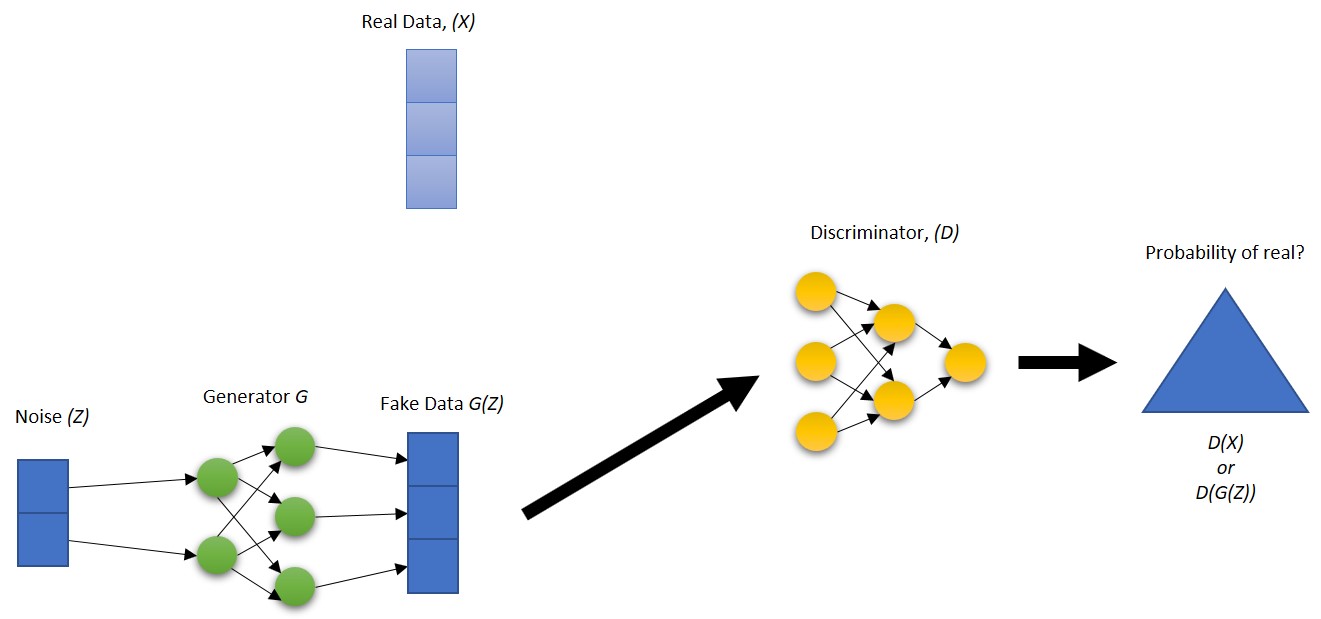 Real Data, (X)
Discriminator, (D)
Probability of real?
Generator G
Fake Data G(Z)
Noise (Z)
D(X)
or
D(G(Z))